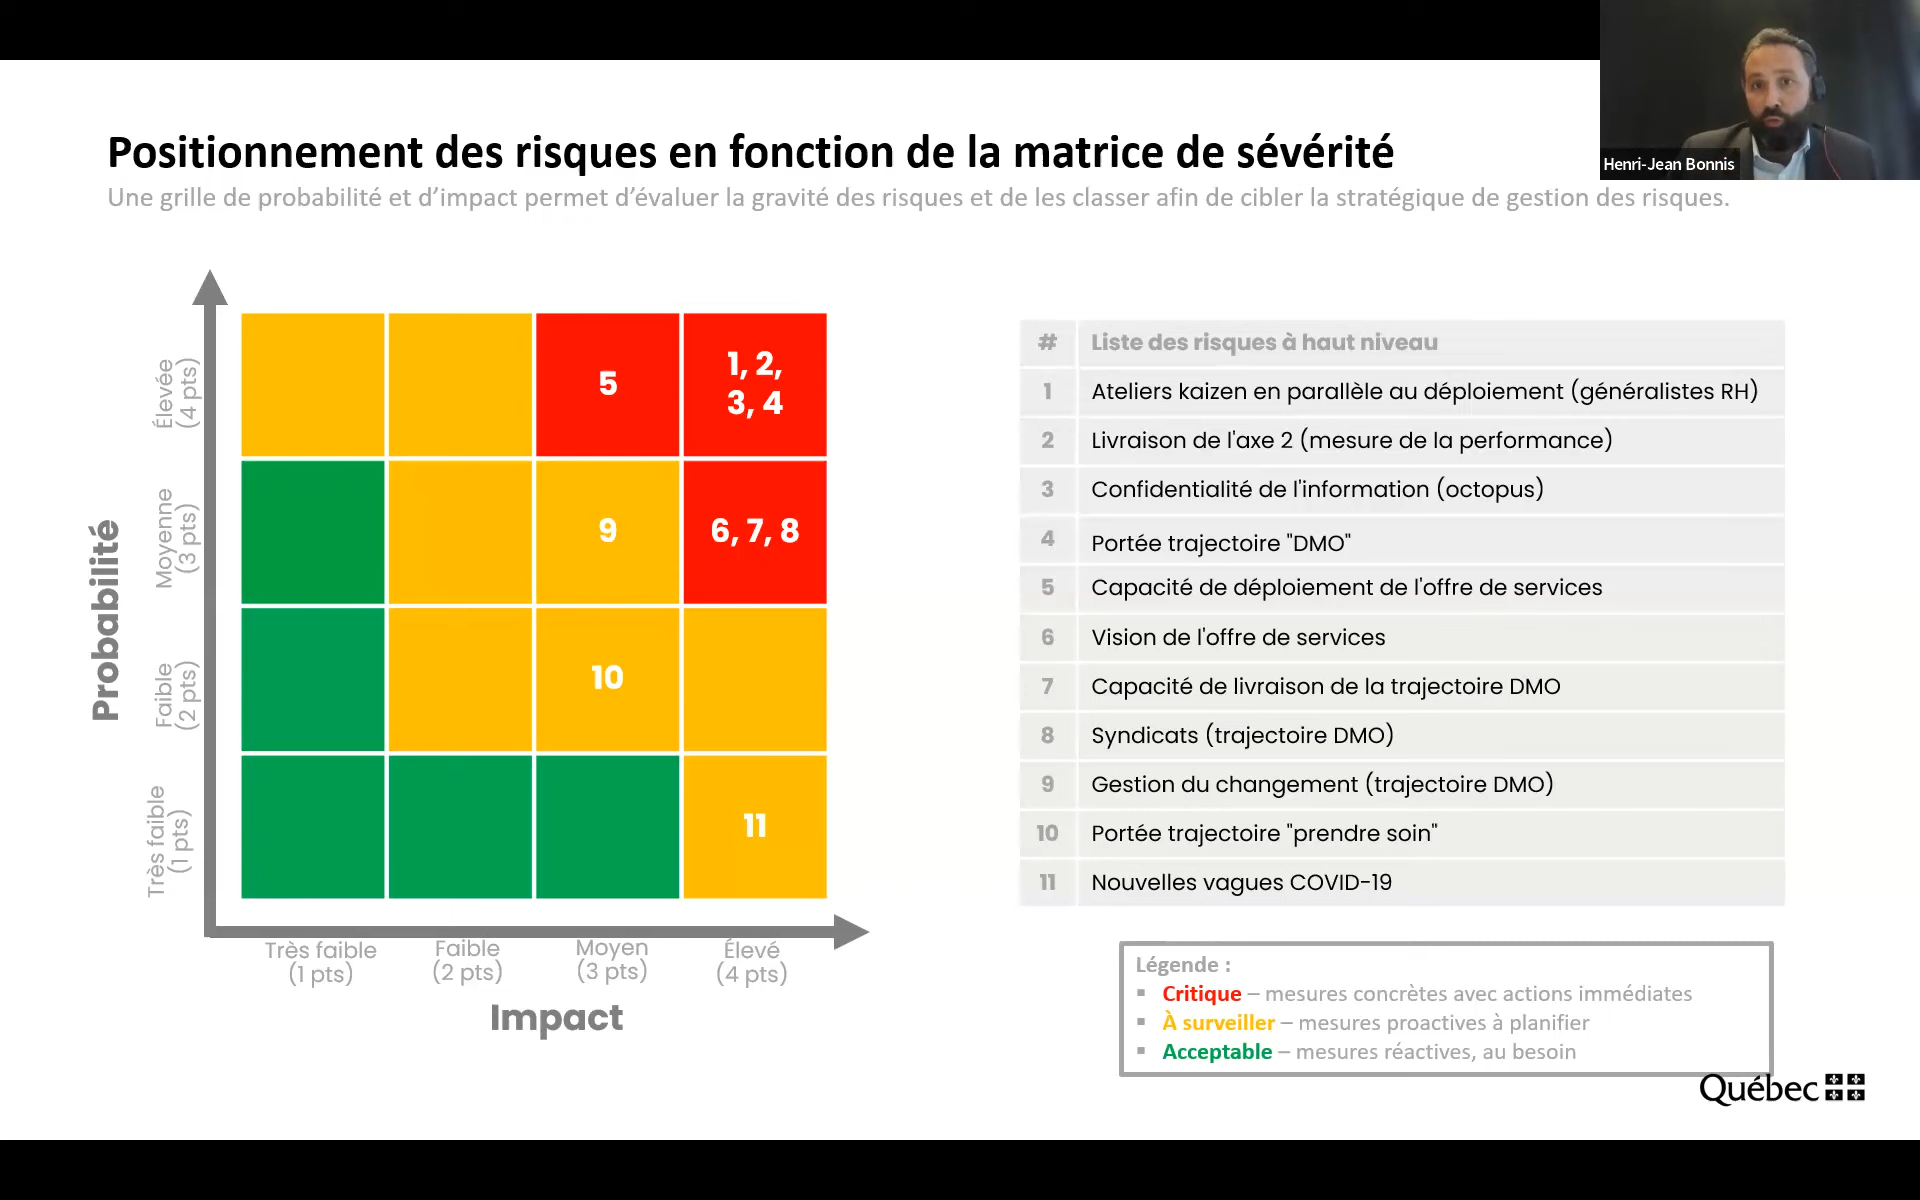 Henri-Jean Bonnis
Positionnement des risques en fonction de la matrice de sévérité
Une grille de probabilité et d'impact permet d'évaluer la gravité des risques et de les classer afin de cibler la stratégique de gestion des risques.
Probabilité
Élevée
(4 pts)
Moyenne
(3 pts)
Faible
(2 pts)
Très faible
(1 pts)
5
1, 2,
3, 4
9
6, 7, 8
10
11
Très faible
(1 pts)
Faible
(2 pts)
Moyen
(3 pts)
Élevé
(4 pts)
Impact
# Liste des risques à haut niveau
1 Ateliers kaizen en parallèle au déploiement (généralistes RH)
2 Livraison de l'axe 2 (mesure de la performance)
3 Confidentialité de l'information (octopus)
4 Portée trajectoire "DMO"
5 Capacité de déploiement de l'offre de services
6 Vision de l'offre de services
7 Capacité de livraison de la trajectoire DMO
8 Syndicats (trajectoire DMO)
9 Gestion du changement (trajectoire DMO)
10 Portée trajectoire "prendre soin"
11 Nouvelles vagues COVID-19
Légende :
▪ Critique – mesures concrètes avec actions immédiates
▪ À surveiller – mesures proactives à planifier
▪ Acceptable – mesures réactives, au besoin
Québec